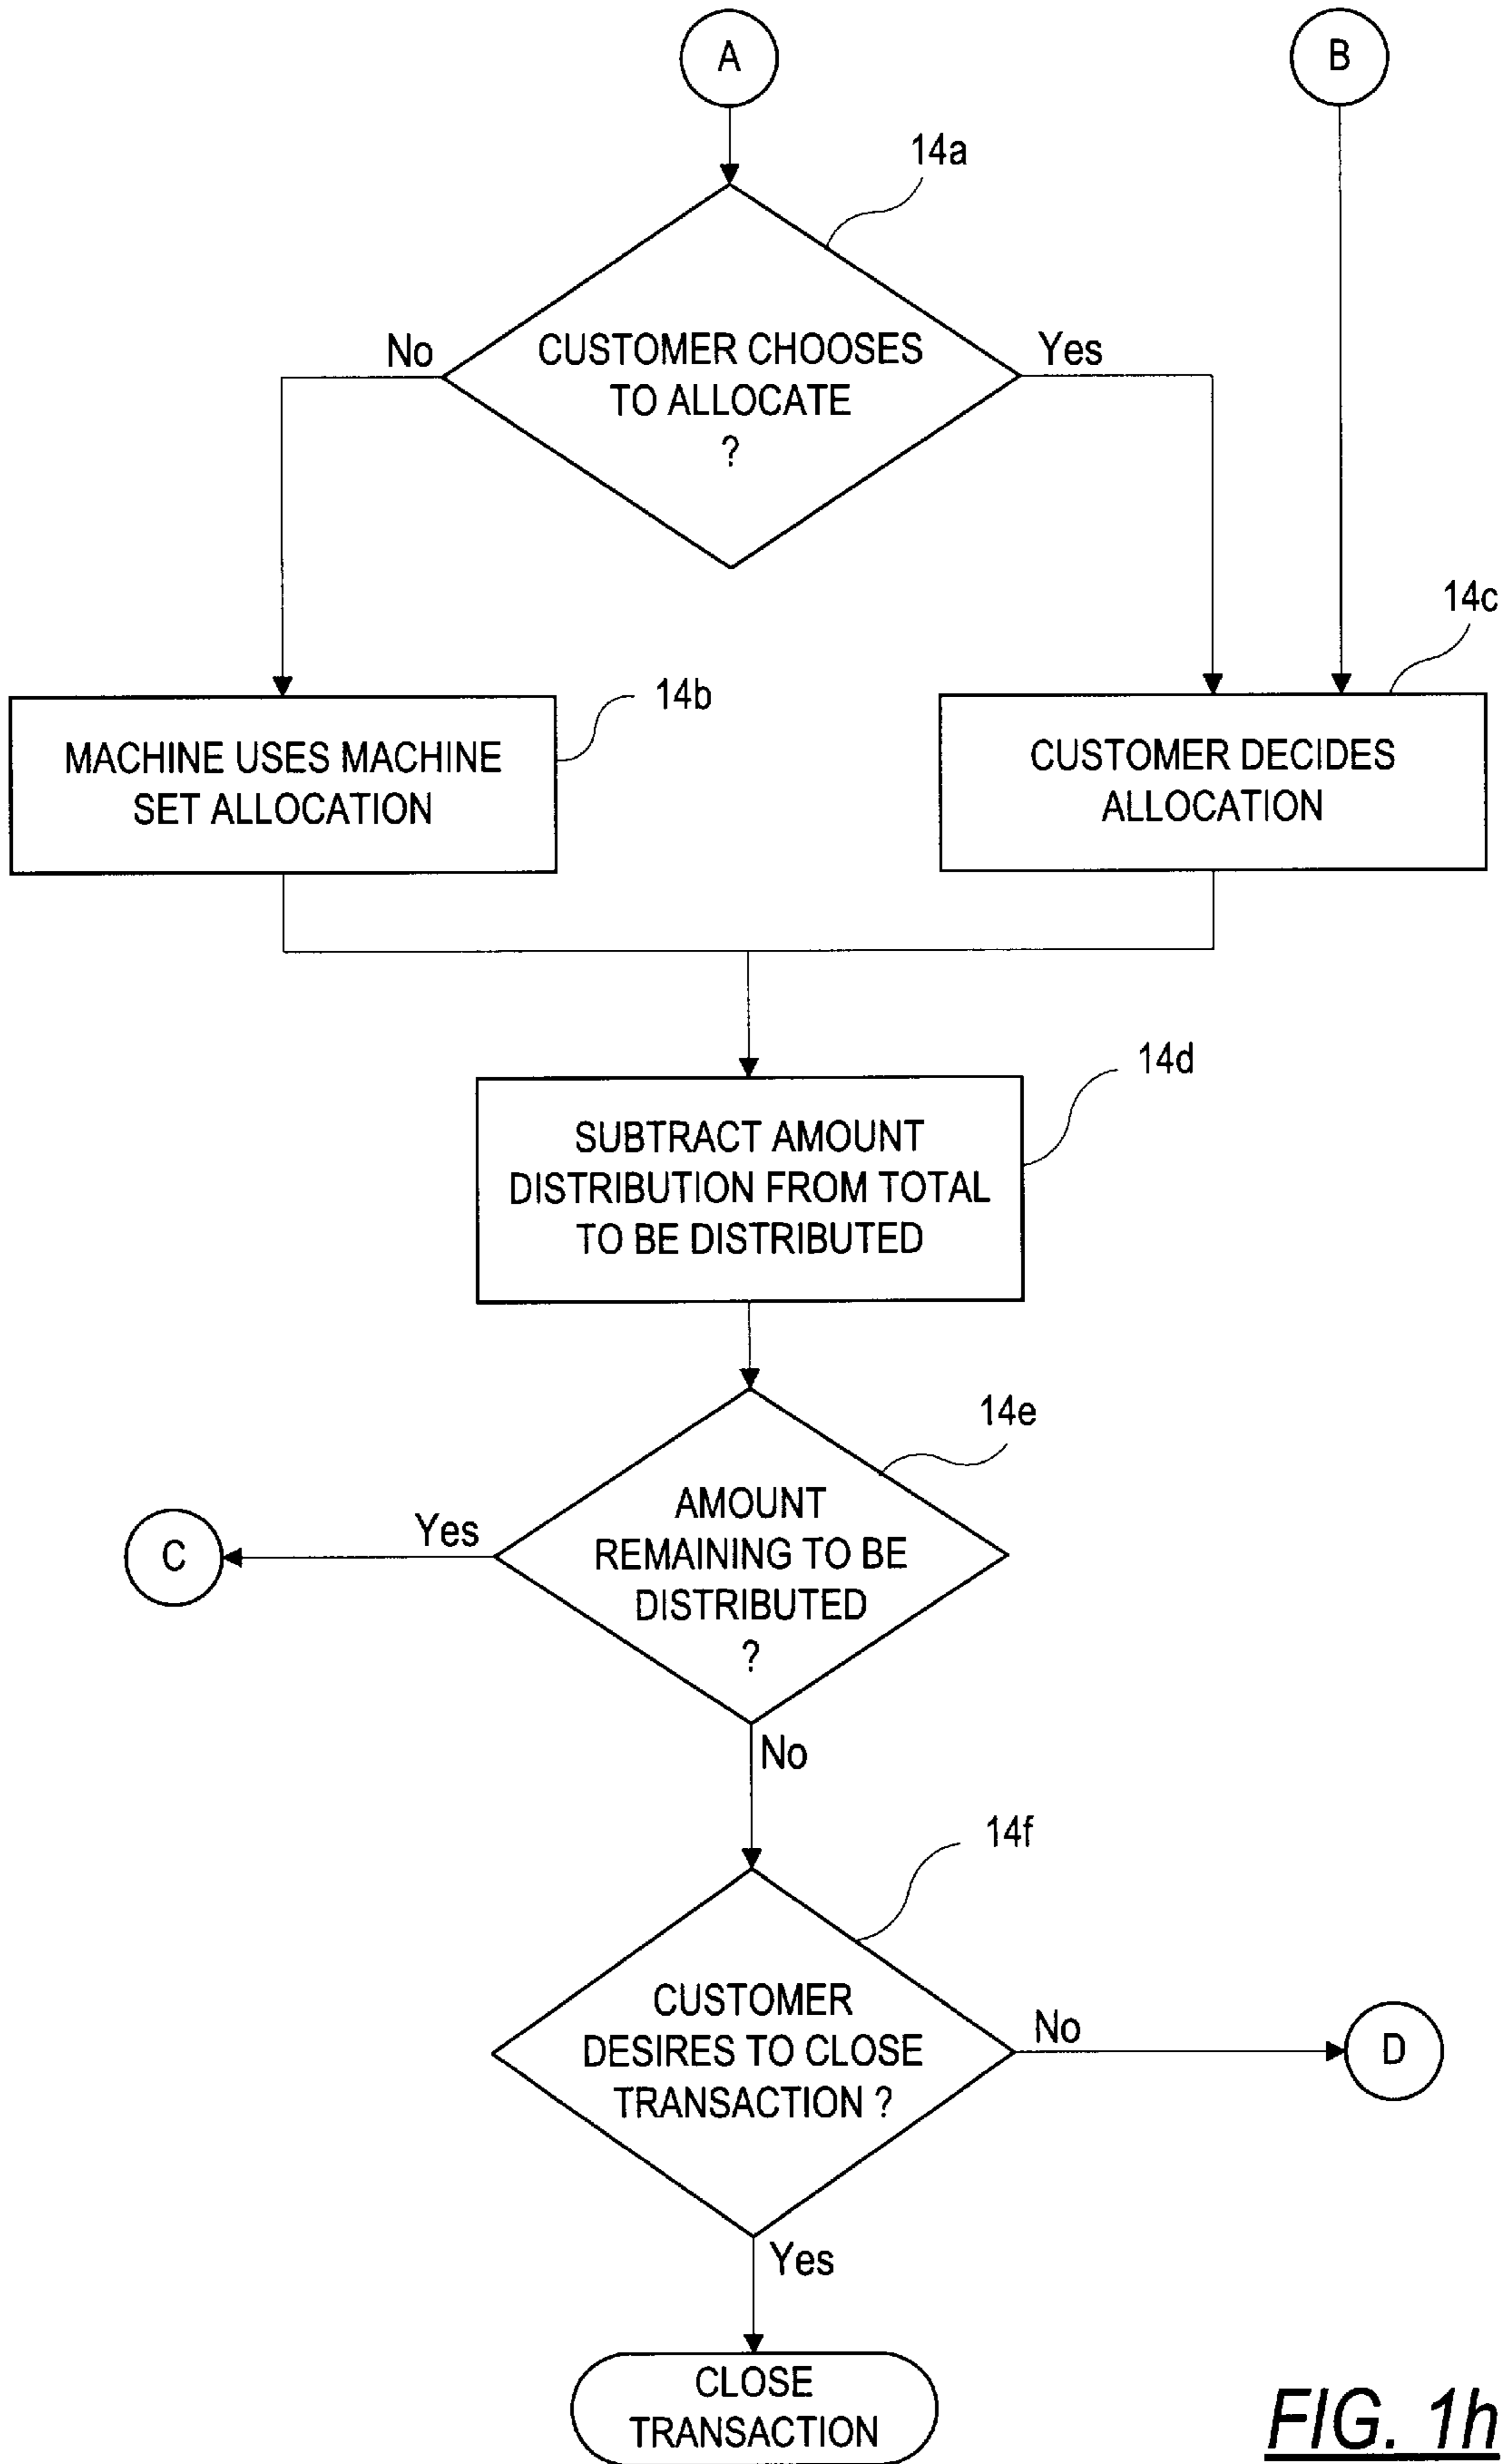 A
B
14a
No
CUSTOMER CHOOSES
TO ALLOCATE
?
Yes
14c
14b
MACHINE USES MACHINE
SET ALLOCATION
CUSTOMER DECIDES
ALLOCATION
14d
SUBTRACT AMOUNT
DISTRIBUTION FROM TOTAL
TO BE DISTRIBUTED
14e
AMOUNT
REMAINING TO BE
DISTRIBUTED
?
Yes
C
No
14f
CUSTOMER
DESIRES TO CLOSE
TRANSACTION ?
No
D
Yes
CLOSE
TRANSACTION
FIG. 1h